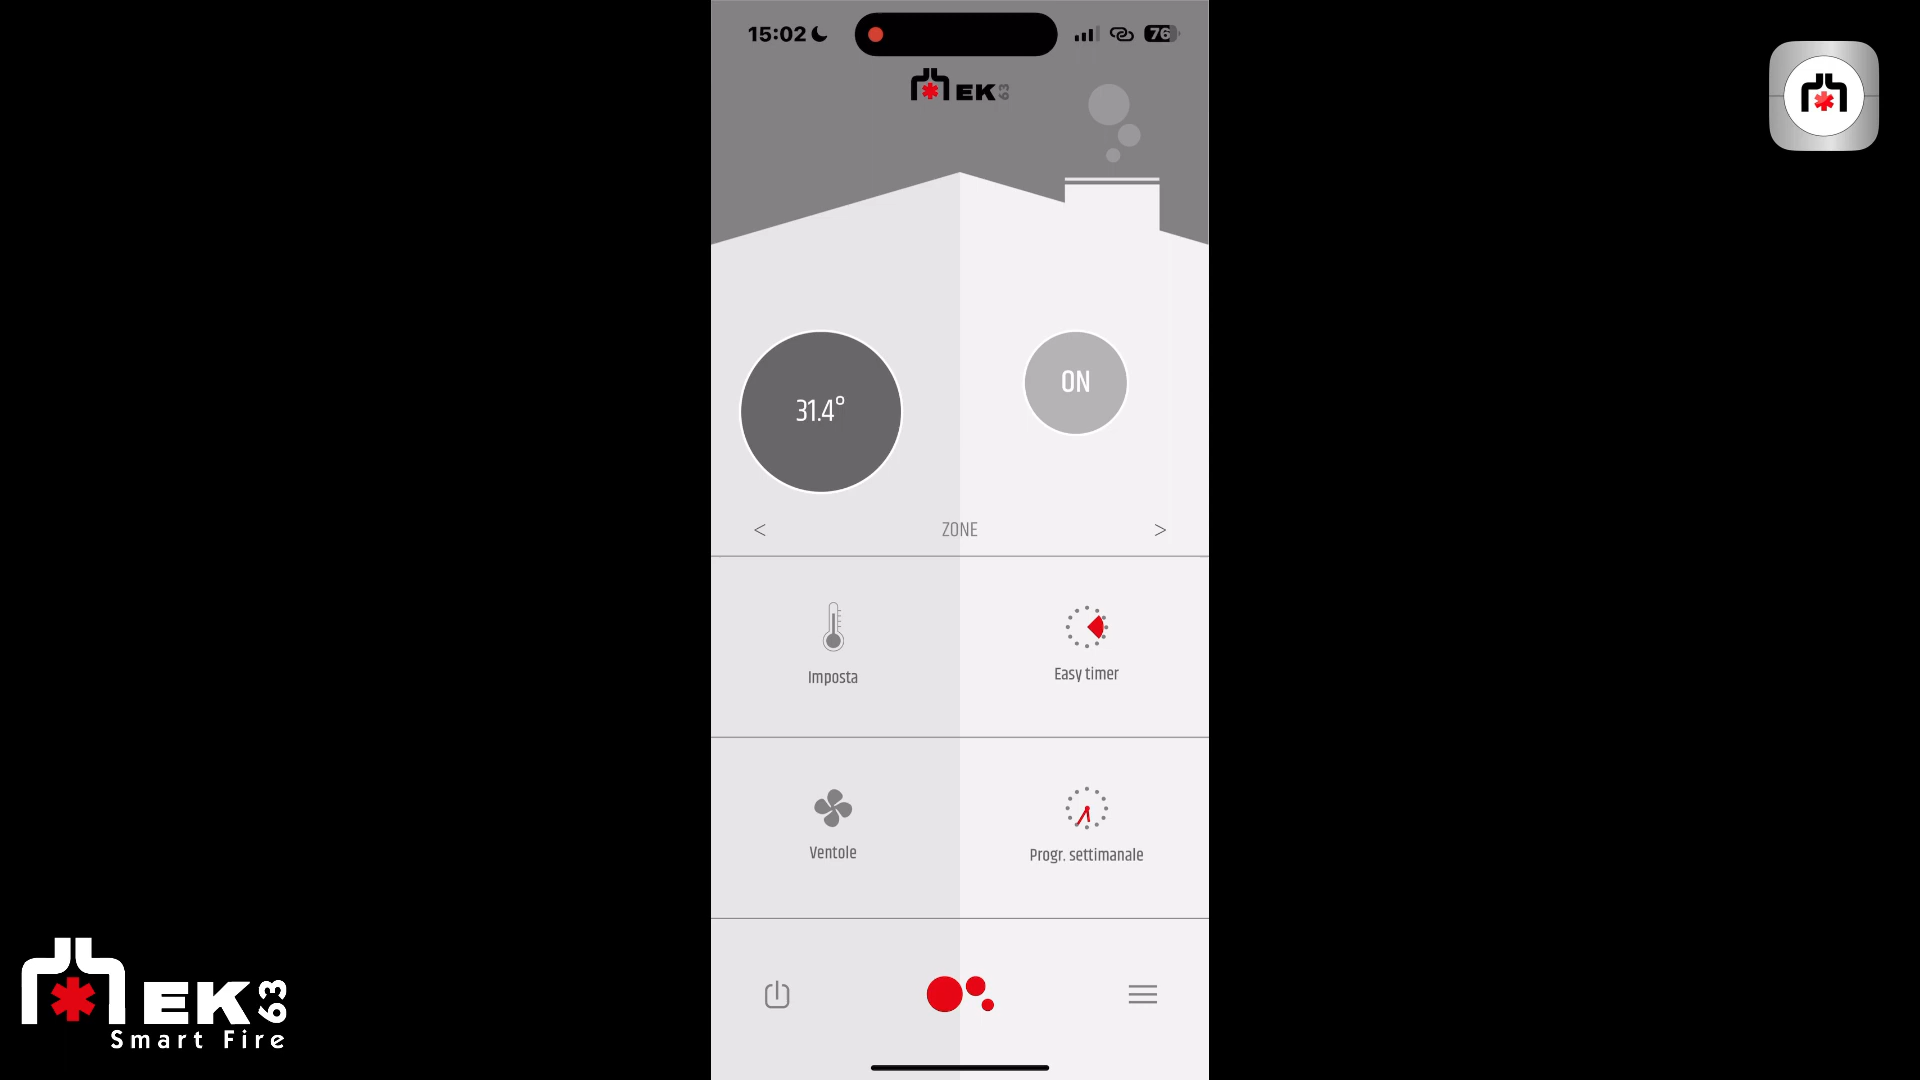 15:02
76
EK 63
31.4°
ON
< ZONE >
Imposta
Easy timer
Ventole
Progr. settimanale
EK 63
Smart Fire